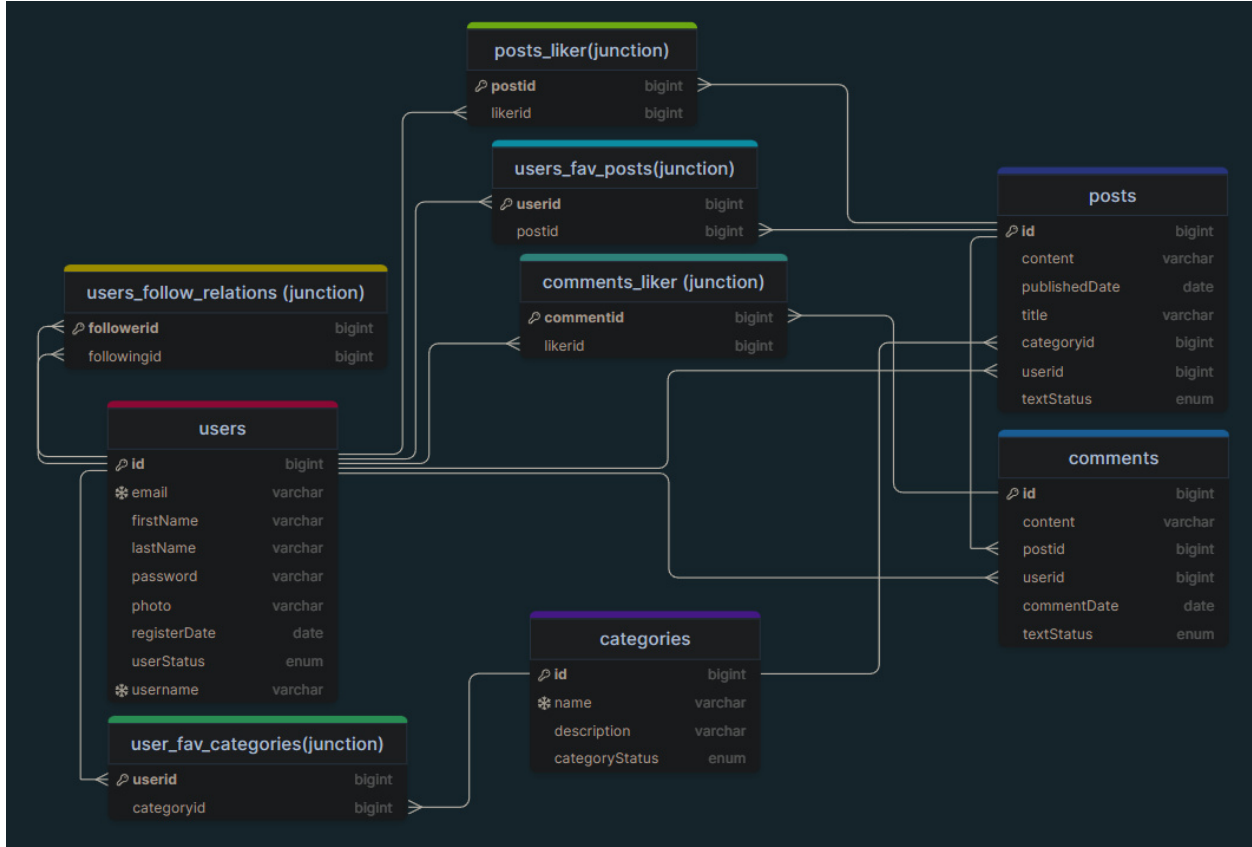 posts_liker(junction)
postid bigint
likerid bigint
users_fav_posts(junction)
userid bigint
postid bigint
comments_liker (junction)
commentid bigint
likerid bigint
users_follow_relations (junction)
followerid bigint
followingid bigint
users
id bigint
email varchar
firstName varchar
lastName varchar
password varchar
photo varchar
registerDate date
userStatus enum
username varchar
user_fav_categories(junction)
userid bigint
categoryid bigint
categories
id bigint
name varchar
description varchar
categoryStatus enum
posts
id bigint
content varchar
publishedDate date
title varchar
categoryid bigint
userid bigint
textStatus enum
comments
id bigint
content varchar
postid bigint
userid bigint
commentDate date
textStatus enum